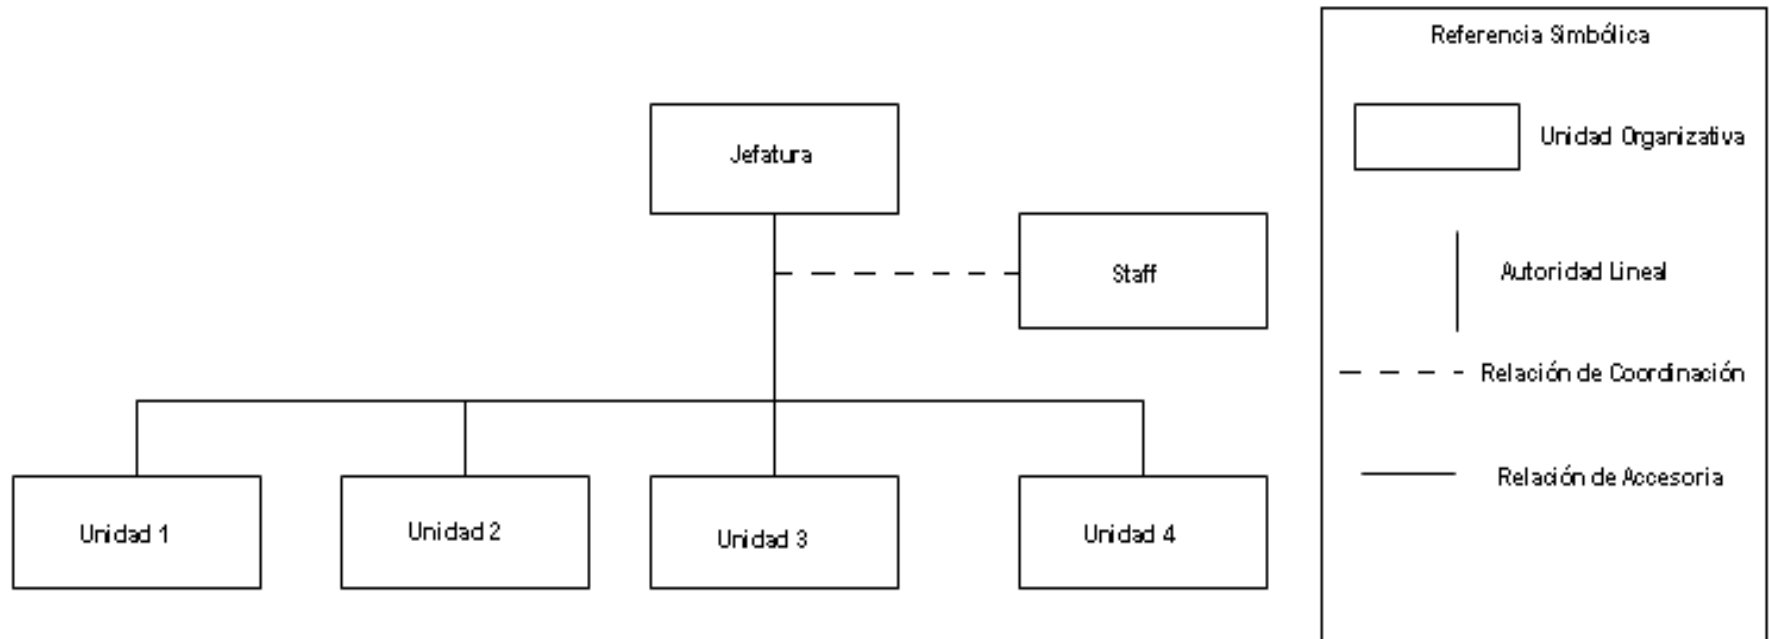 Referencia Simbólica
Jefatura
Unidad Organizativa
Staff
Autoridad Lineal
Relación de Coordinación
Relación de Accesoria
Unidad 1
Unidad 2
Unidad 3
Unidad 4